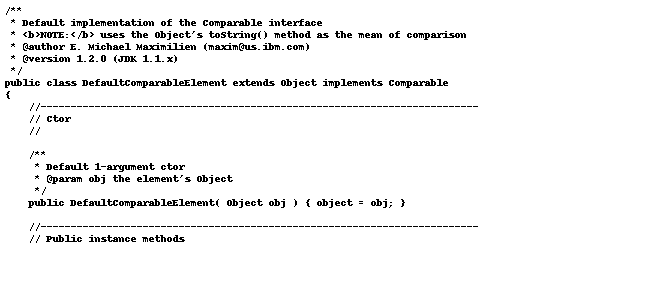 /**
 * Default implementation of the Comparable interface
 * <b>NOTE:</b> uses the Object's toString() method as the mean of comparison
 * @author E. Michael Maximilien (maxim@us.ibm.com)
 * @version 1.2.0 (JDK 1.1.x)
 */
public class DefaultComparableElement extends Object implements Comparable
{
    //-------------------------------------------------------------------------
    // Ctor
    //
    /**
     * Default 1-argument ctor
     * @param obj the element's Object
     */
    public DefaultComparableElement( Object obj ) { object = obj; }
    //-------------------------------------------------------------------------
    // Public instance methods